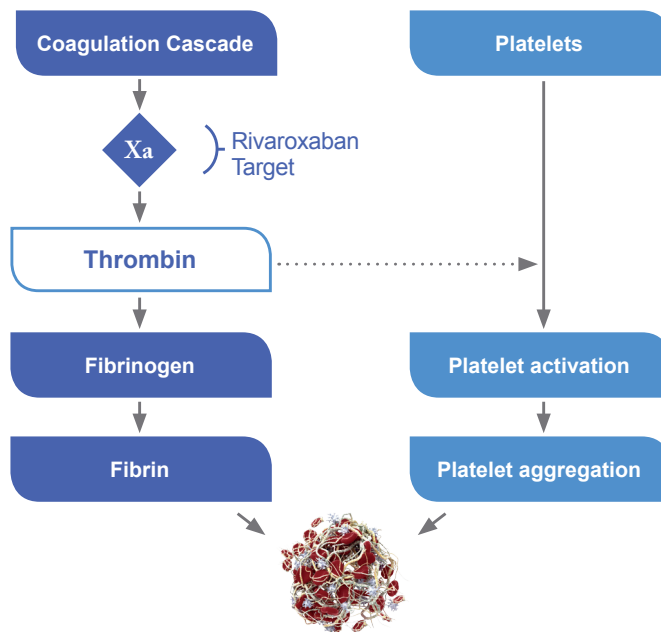 Coagulation Cascade
Platelets
Xa
Rivaroxaban
Target
Thrombin
Fibrinogen
Platelet activation
Fibrin
Platelet aggregation